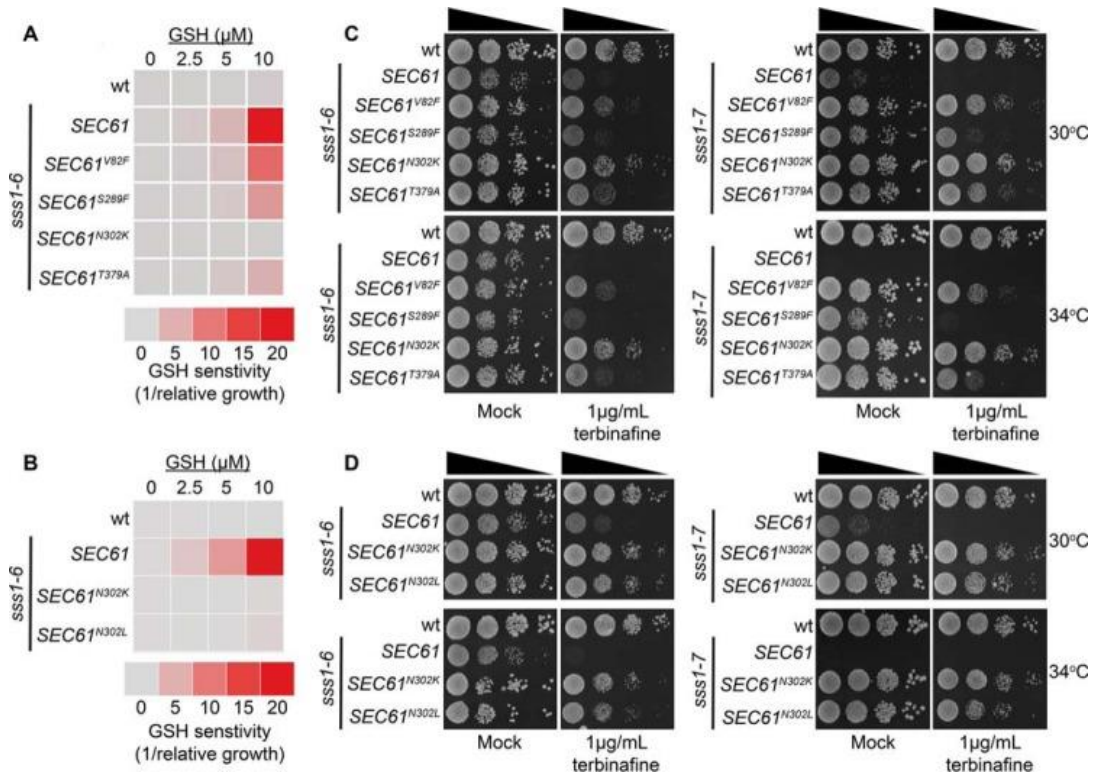 A
GSH (µM)
0 2.5 5 10
wt
sss1-6
SEC61
SEC61V82F
SEC61S289F
SEC61N302K
SEC61T379A
0 5 10 15 20
GSH senstivity
(1/relative growth)
B
GSH (µM)
0 2.5 5 10
wt
sss1-6
SEC61
SEC61N302K
SEC61N302L
0 5 10 15 20
GSH senstivity
(1/relative growth)
C
wt
sss1-6
SEC61
SEC61V82F
SEC61S289F
SEC61N302K
SEC61T379A
wt
sss1-6
SEC61
SEC61V82F
SEC61S289F
SEC61N302K
SEC61T379A
Mock
1µg/mL
terbinafine
wt
sss1-7
SEC61
SEC61V82F
SEC61S289F
SEC61N302K
SEC61T379A
30°C
wt
sss1-7
SEC61
SEC61V82F
SEC61S289F
SEC61N302K
SEC61T379A
34°C
Mock
1µg/mL
terbinafine
D
wt
sss1-6
SEC61
SEC61N302K
SEC61N302L
wt
sss1-6
SEC61
SEC61N302K
SEC61N302L
Mock
1µg/mL
terbinafine
wt
sss1-7
SEC61
SEC61N302K
SEC61N302L
30°C
wt
sss1-7
SEC61
SEC61N302K
SEC61N302L
34°C
Mock
1µg/mL
terbinafine